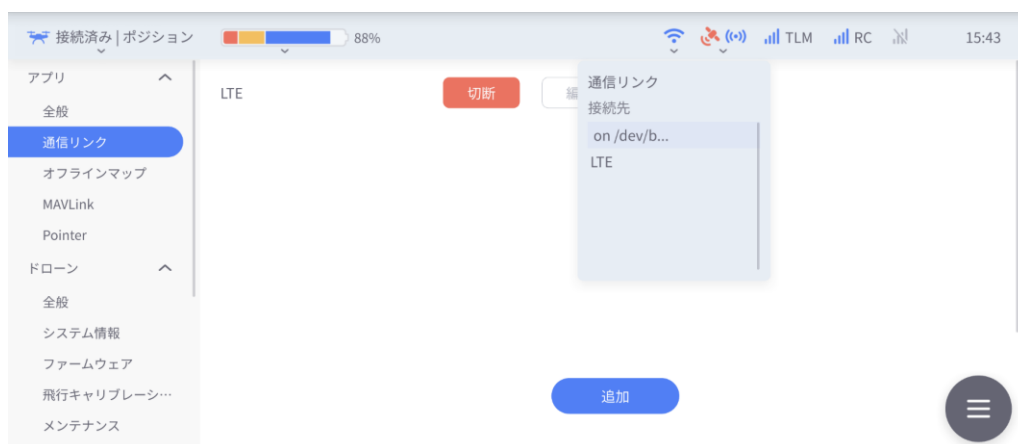 接続済み | ポジション
88%
TLM
RC
15:43
アプリ
全般
通信リンク
オフラインマップ
MAVLink
Pointer
ドローン
全般
システム情報
ファームウェア
飛行キャリブレーシ…
メンテナンス
LTE
切断
編
通信リンク
接続先
on /dev/b...
LTE
追加